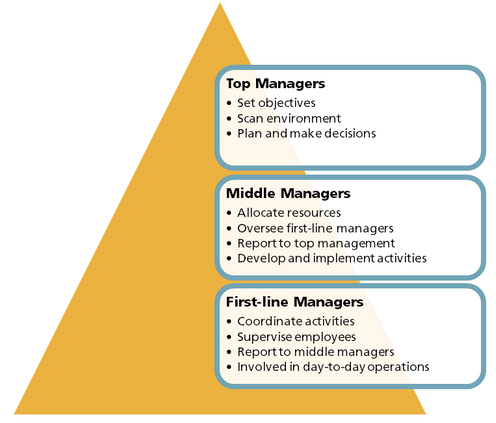 Top Managers
• Set objectives
• Scan environment
• Plan and make decisions
Middle Managers
• Allocate resources
• Oversee first-line managers
• Report to top management
• Develop and implement activities
First-line Managers
• Coordinate activities
• Supervise employees
• Report to middle managers
• Involved in day-to-day operations